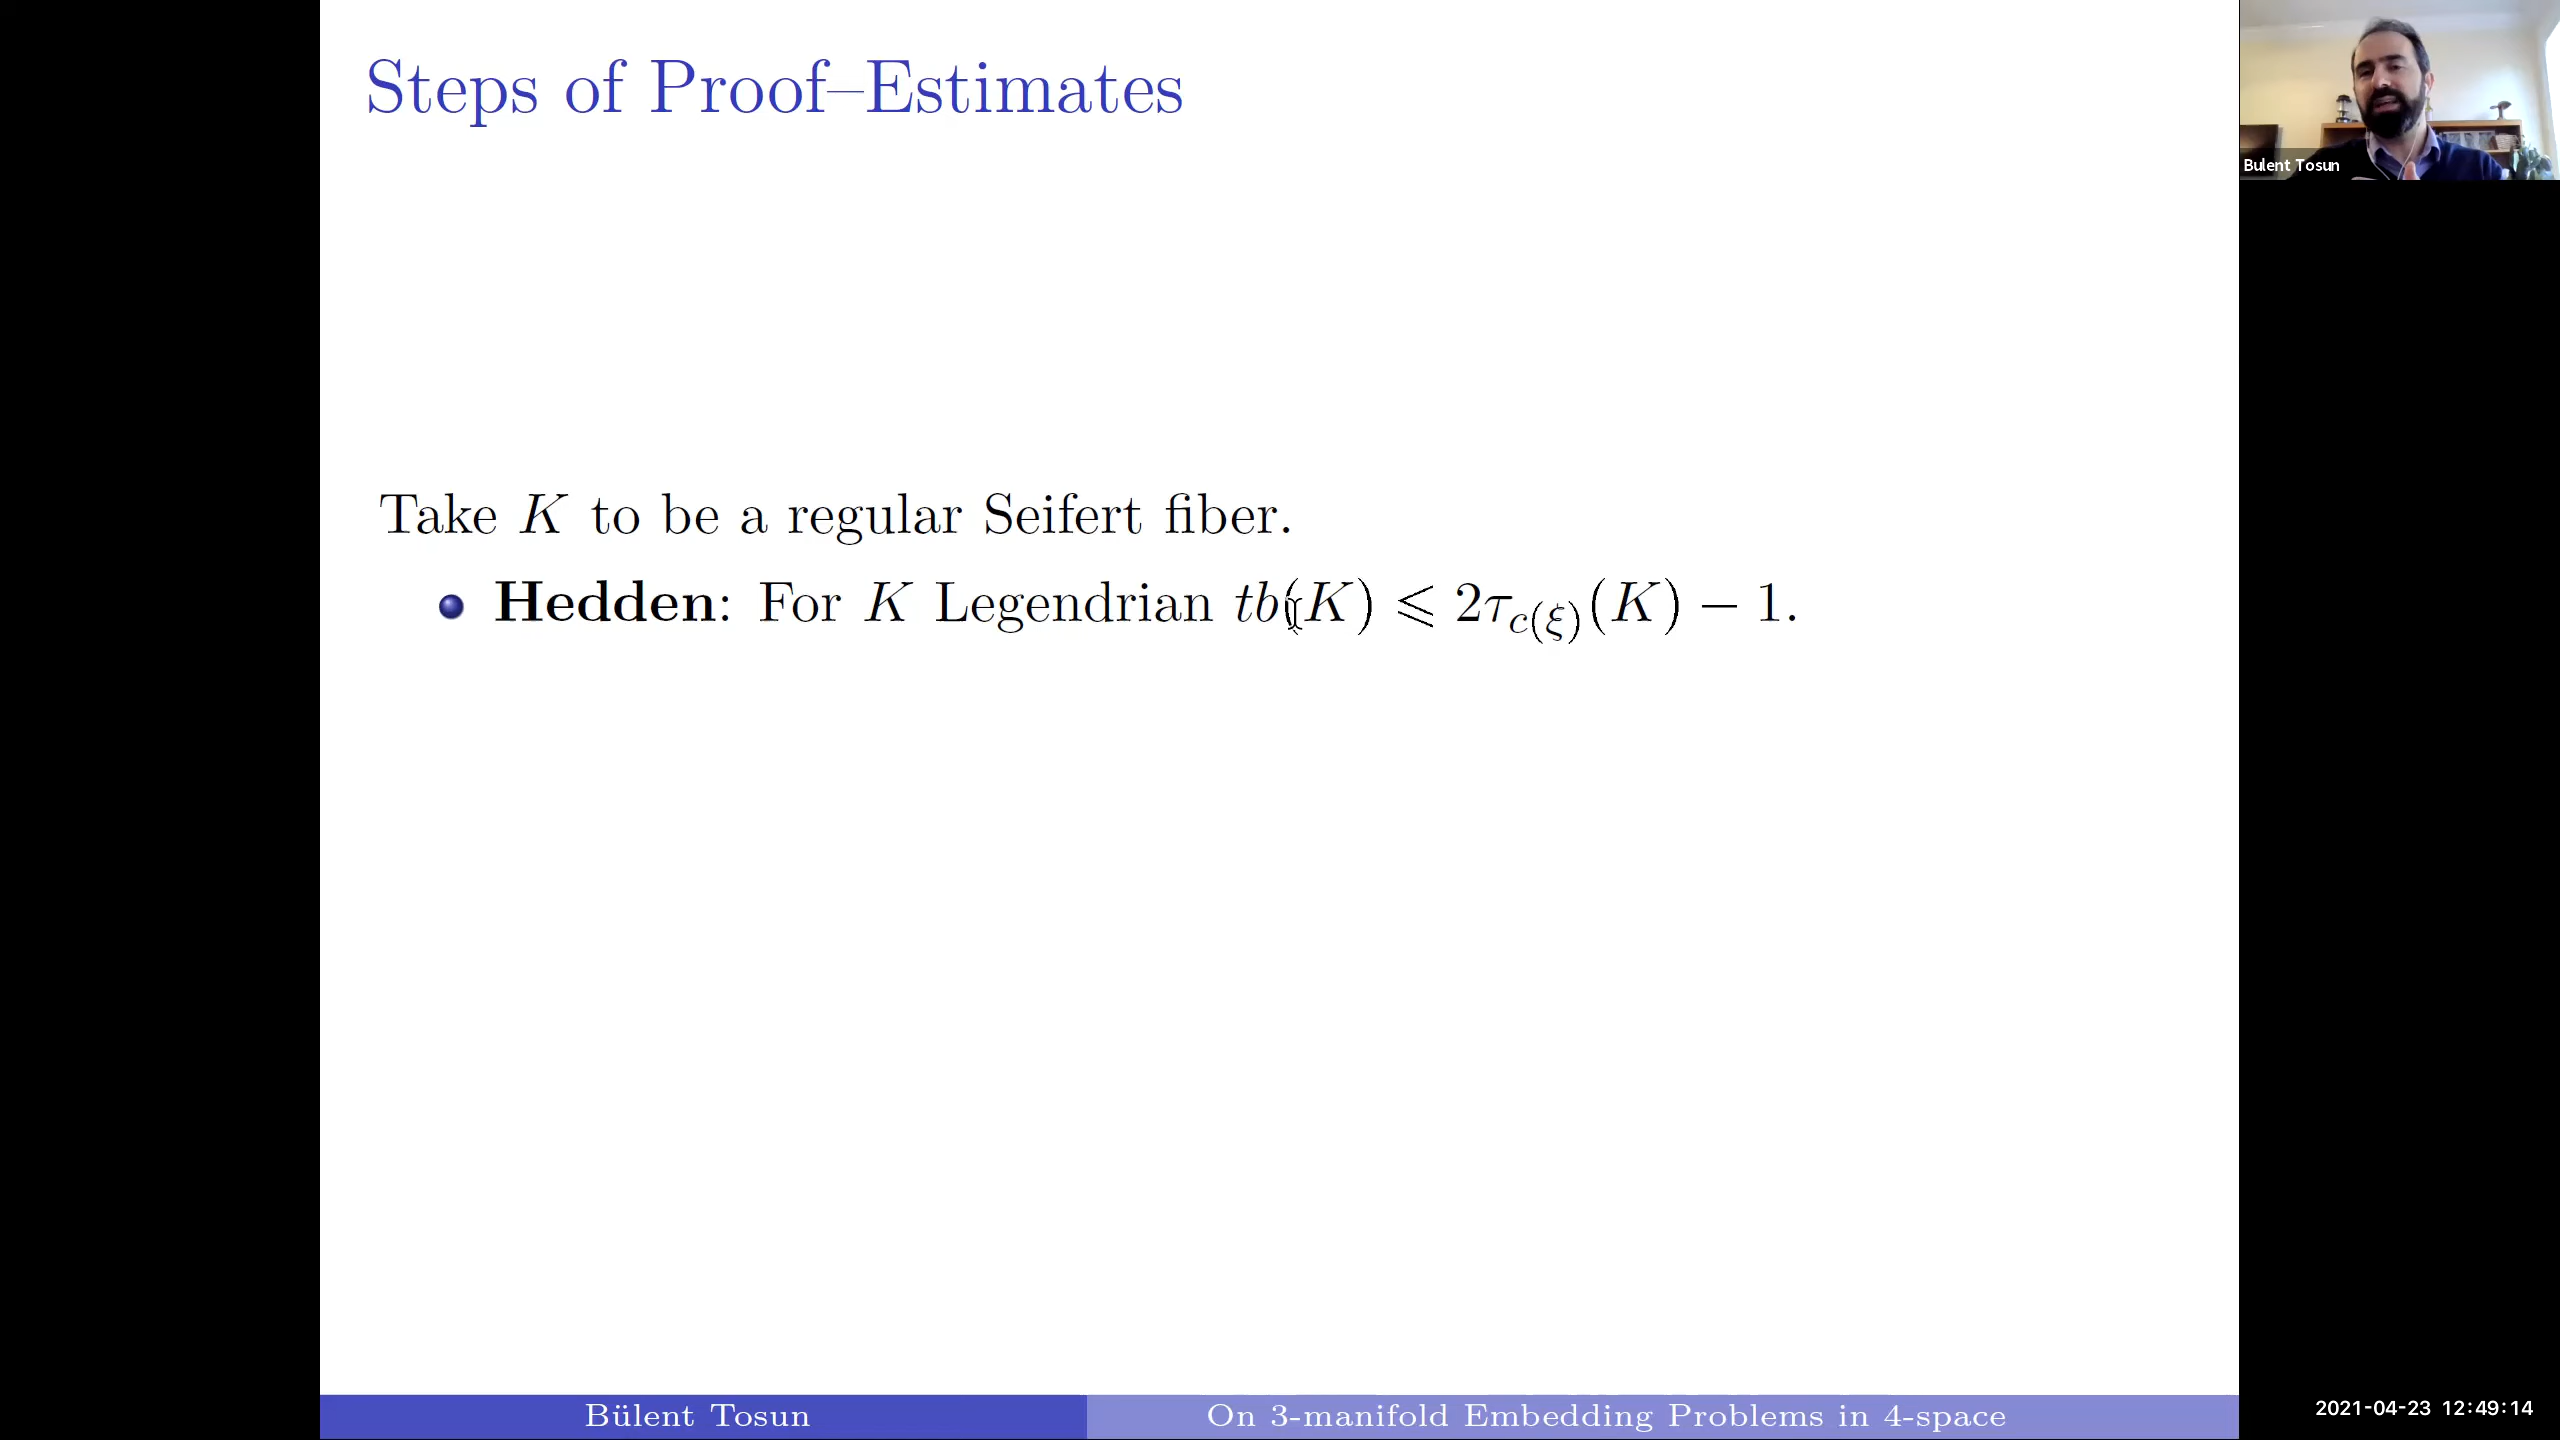 Steps of Proof–Estimates
Bulent Tosun
Take K to be a regular Seifert fiber.
Hedden: For K Legendrian tb(K) ⩽ 2τ_{c(ξ)}(K) − 1.
Bülent Tosun
On 3-manifold Embedding Problems in 4-space
2021-04-23 12:49:14